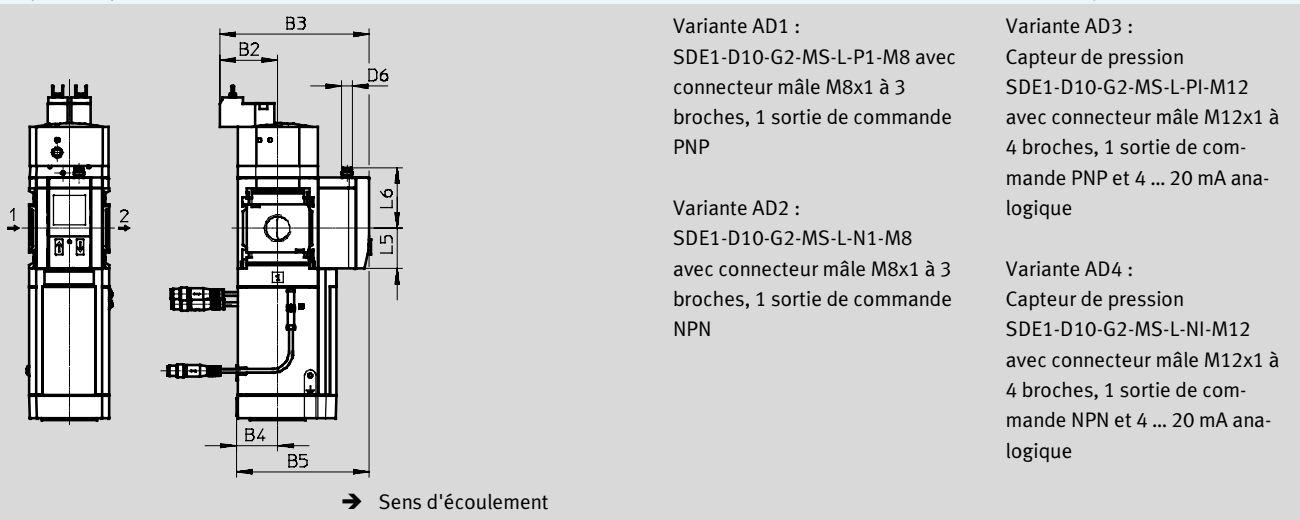 B3
B2
D6
L6
1
2
L5
B4
B5
➔ Sens d'écoulement
Variante AD1 :
SDE1-D10-G2-MS-L-P1-M8 avec
connecteur mâle M8x1 à 3
broches, 1 sortie de commande
PNP
Variante AD2 :
SDE1-D10-G2-MS-L-N1-M8
avec connecteur mâle M8x1 à 3
broches, 1 sortie de commande
NPN
Variante AD3 :
Capteur de pression
SDE1-D10-G2-MS-L-PI-M12
avec connecteur mâle M12x1 à
4 broches, 1 sortie de com-
mande PNP et 4 ... 20 mA ana-
logique
Variante AD4 :
Capteur de pression
SDE1-D10-G2-MS-L-NI-M12
avec connecteur mâle M12x1 à
4 broches, 1 sortie de com-
mande NPN et 4 ... 20 mA ana-
logique